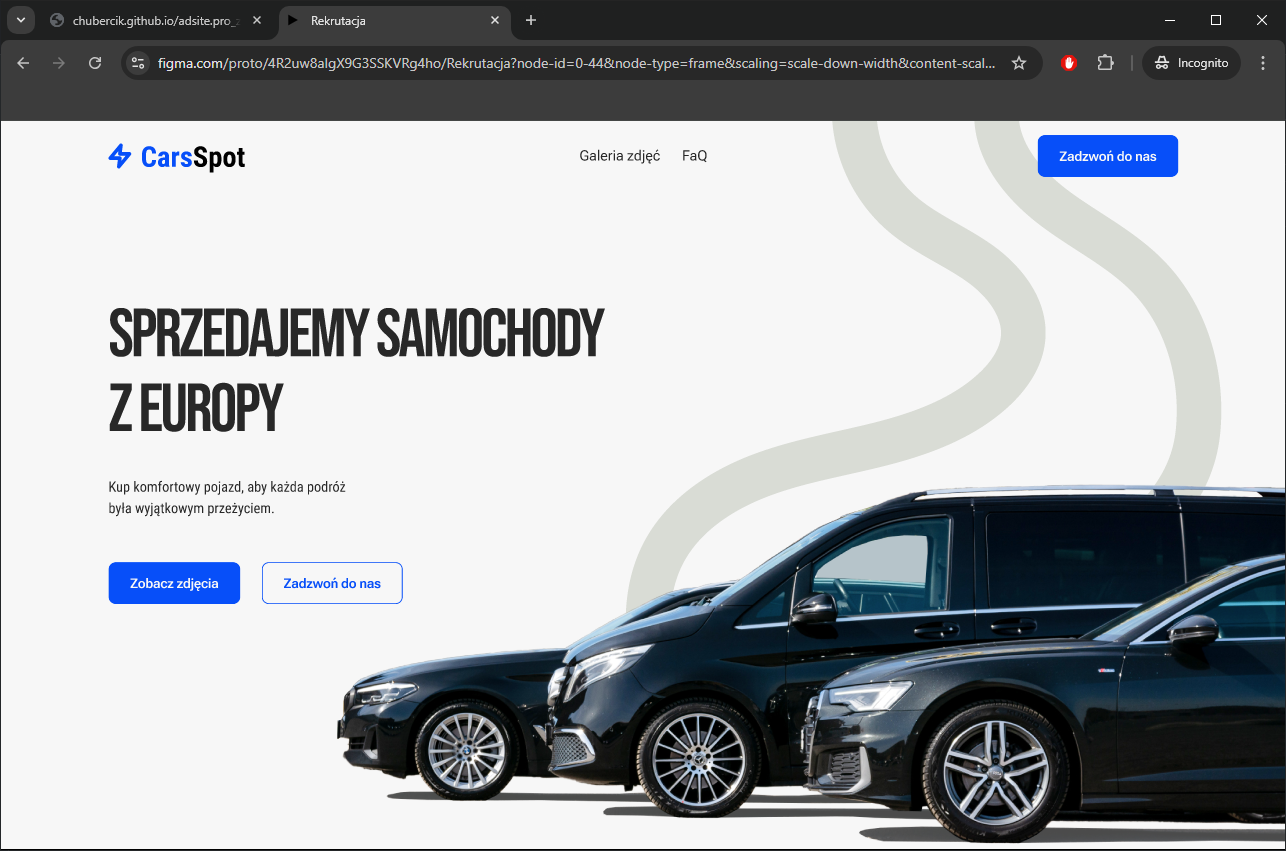 chubercik.github.io/adsite.pro_
Rekrutacja
figma.com/proto/4R2uw8algX9G3SSKVRg4ho/Rekrutacja?node-id=0-44&node-type=frame&scaling=scale-down-width&content-scal...
Incognito
CarsSpot
Galeria zdjęć
FaQ
Zadzwoń do nas
SPRZEDAJEMY SAMOCHODY
Z EUROPY
Kup komfortowy pojazd, aby każda podróż
była wyjątkowym przeżyciem.
Zobacz zdjęcia
Zadzwoń do nas